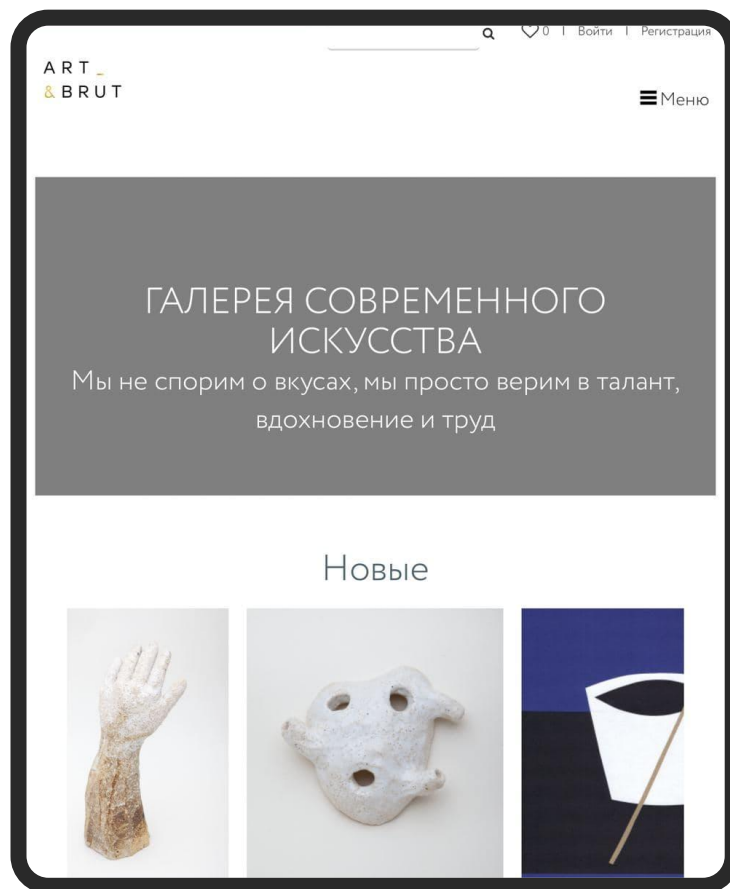 0 | Войти | Регистрация
ART_
& BRUT
Меню
ГАЛЕРЕЯ СОВРЕМЕННОГО
ИСКУССТВА
Мы не спорим о вкусах, мы просто верим в талант,
вдохновение и труд
Новые